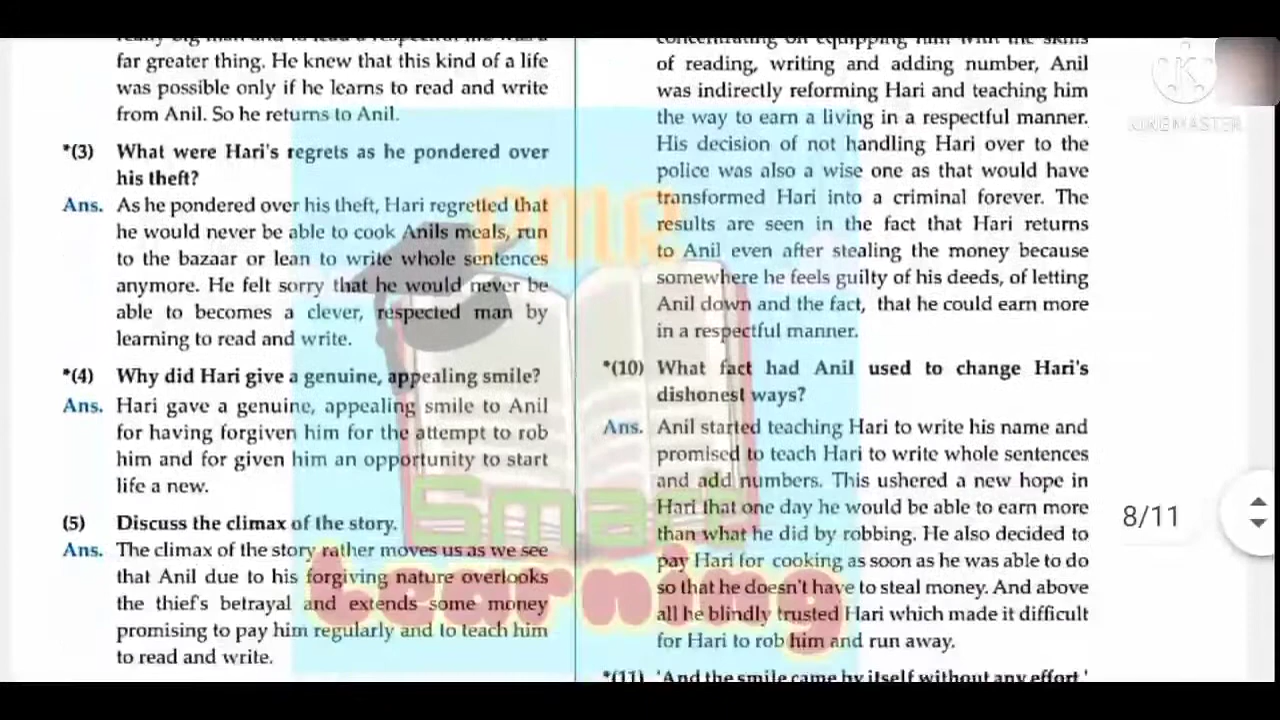 far greater thing. He knew that this kind of a life
was possible only if he learns to read and write
from Anil. So he returns to Anil.
*(3) What were Hari's regrets as he pondered over
his theft?
Ans. As he pondered over his theft, Hari regretted that
he would never be able to cook Anils meals, run
to the bazaar or lean to write whole sentences
anymore. He felt sorry that he would never be
able to becomes a clever, respected man by
learning to read and write.
*(4) Why did Hari give a genuine, appealing smile?
Ans. Hari gave a genuine, appealing smile to Anil
for having forgiven him for the attempt to rob
him and for given him an opportunity to start
life a new.
(5) Discuss the climax of the story.
Ans. The climax of the story rather moves us as we see
that Anil due to his forgiving nature overlooks
the thief's betrayal and extends some money
promising to pay him regularly and to teach him
to read and write.
concentrating on equipping him with the skills
of reading, writing and adding number, Anil
was indirectly reforming Hari and teaching him
the way to earn a living in a respectful manner.
His decision of not handling Hari over to the
police was also a wise one as that would have
transformed Hari into a criminal forever. The
results are seen in the fact that Hari returns
to Anil even after stealing the money because
somewhere he feels guilty of his deeds, of letting
Anil down and the fact, that he could earn more
in a respectful manner.
*(10) What fact had Anil used to change Hari's
dishonest ways?
Ans. Anil started teaching Hari to write his name and
promised to teach Hari to write whole sentences
and add numbers. This ushered a new hope in
Hari that one day he would be able to earn more
than what he did by robbing. He also decided to
pay Hari for cooking as soon as he was able to do
so that he doesn't have to steal money. And above
all he blindly trusted Hari which made it difficult
for Hari to rob him and run away.
*(11) 'And the smile came by itself without any effort.'
PMR
Smart
Learning
K
KINEMASTER
8/11